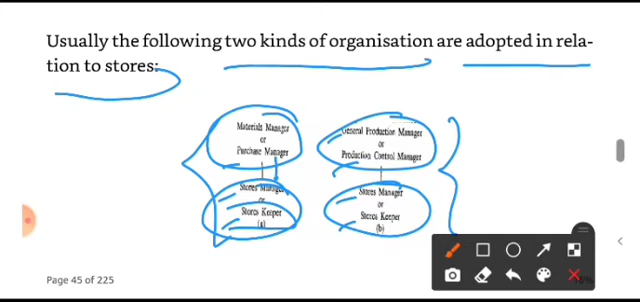 Usually the following two kinds of organisation are adopted in rela-
tion to stores:
Materials Manager
or
Purchase Manager
Stores Manager
or
Stores Keeper
(a)
General Production Manager
or
Production Control Manager
Stores Manager
or
Stores Keeper
(b)
Page 45 of 225